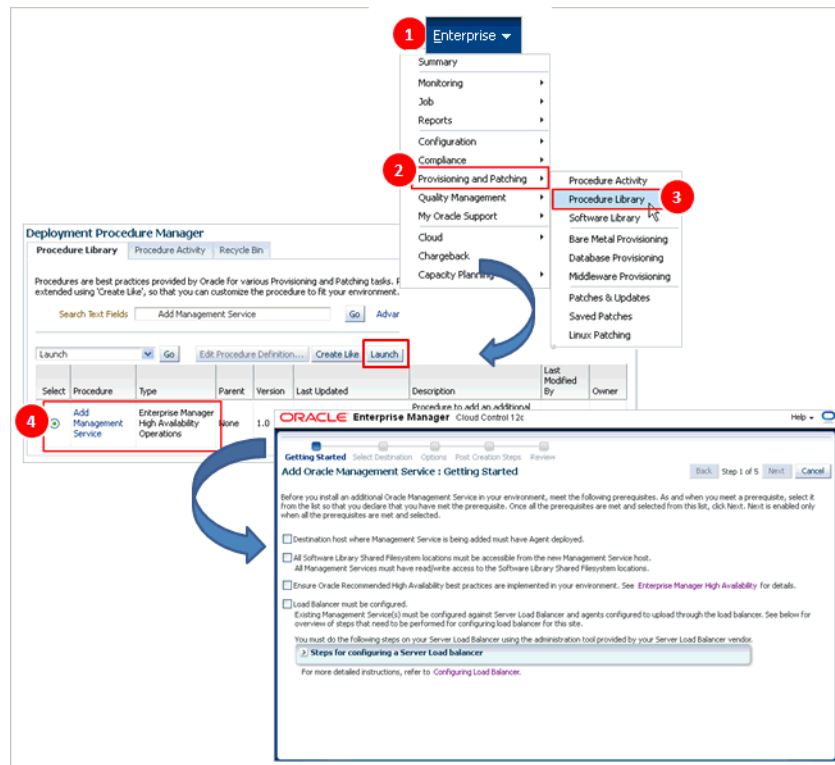 1
Enterprise
Summary
Monitoring
Job
Reports
Configuration
Compliance
2
Provisioning and Patching
Quality Management
My Oracle Support
Cloud
Chargeback
Capacity Planning
Procedure Activity
Procedure Library
3
Software Library
Bare Metal Provisioning
Database Provisioning
Middleware Provisioning
Patches & Updates
Saved Patches
Linux Patching
Deployment Procedure Manager
Procedure Library Procedure Activity Recycle Bin
Procedures are best practices provided by Oracle for various Provisioning and Patching tasks.
extended using 'Create Like', so that you can customize the procedure to fit your environment.
Search Text Fields Add Management Service Go Advar
Launch Go Edit Procedure Definition... Create Like Launch
Select Procedure Type Parent Version Last Updated Description Last Modified By Owner
4
Add Management Service
Enterprise Manager High Availability Operations
None
1.0
Procedure to add an additional
ORACLE Enterprise Manager Cloud Control 12c Help
Getting Started Select Destination Options Post Creation Steps Review
Add Oracle Management Service : Getting Started Back Step 1 of 5 Next Cancel
Before you install an additional Oracle Management Service in your environment, meet the following prerequisites. As and when you meet a prerequisite, select it
from the list so that you declare that you have met the prerequisite. Once all the prerequisites are met and selected from this list, click Next. Next is enabled only
when all the prerequisites are met and selected.
Destination host where Management Service is being added must have Agent deployed.
All Software Library Shared Filesystem locations must be accessible from the new Management Service host.
All Management Services must have read/write access to the Software Library Shared Filesystem locations.
Ensure Oracle Recommended High Availability best practices are implemented in your environment. See Enterprise Manager High Availability for details.
Load Balancer must be configured.
Existing Management Service(s) must be configured against Server Load Balancer and agents configured to upload through the load balancer. See below for
overview of steps that need to be performed for configuring load balancer for this site.
You must do the following steps on your Server Load Balancer using the administration tool provided by your Server Load Balancer vendor.
Steps for configuring a Server Load balancer
For more detailed instructions, refer to Configuring Load Balancer.